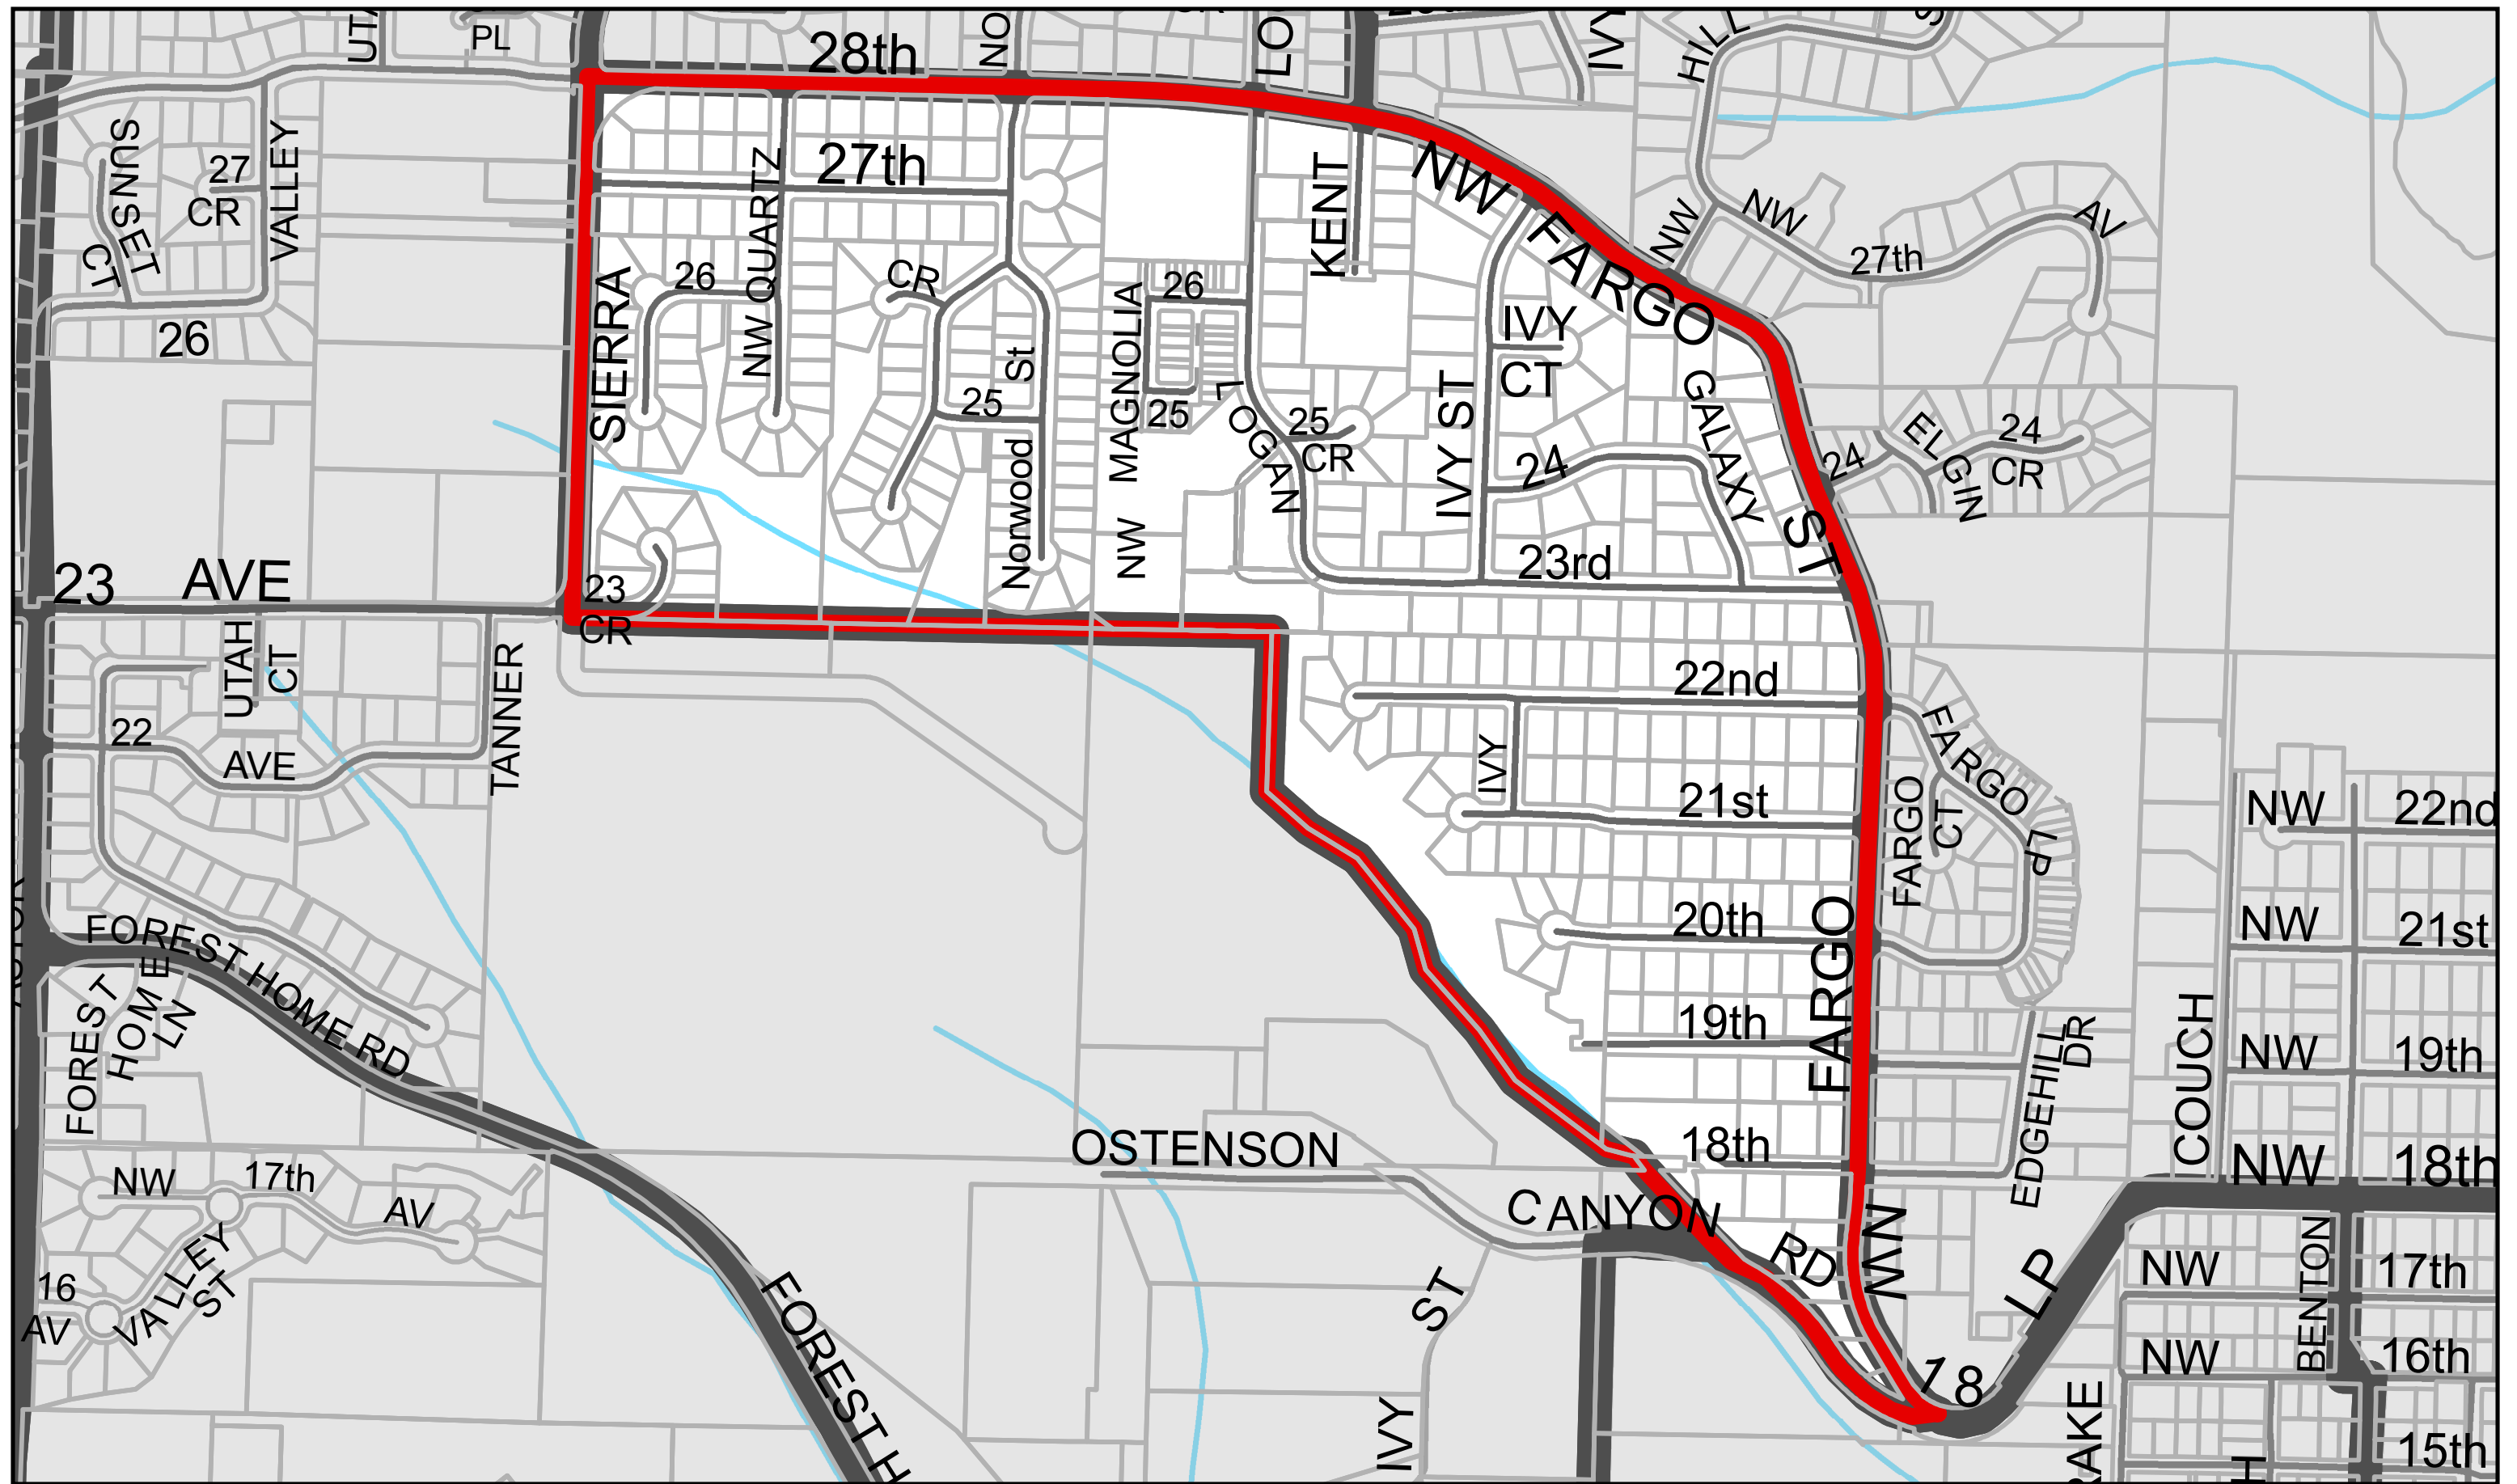 PL
28th
NO
LO
HILL
SUNSET
CT
27
CR
VALLEY
26
27th
NW QUARTZ
SIERRA
26
CR
25
St
Norwood
NW MAGNOLIA
26
25
KENT
LOGAN
25
CR
NW FARGO ST
IVY
CT
IVY ST
24
GALAXY
23rd
NW
NW
27th
AV
24
ELGIN
24
CR
23 AVE
23
CR
UTAH
CT
TANNER
22
AVE
FOREST HOME RD
FOREST
HOME
LN
22nd
IVY
21st
20th
19th
18th
FARGO
NW
FARGO
CT
FARGO PL
EDGEHILL
DR
COUCH
NW 22nd
NW 21st
NW 19th
NW 18th
NW 17th
NW 16th
15th
BENTON
OSTENSON
CANYON RD
NW 17th AV
VALLEY
ST
16
AV
FOREST H
ST
IVY
18
LP